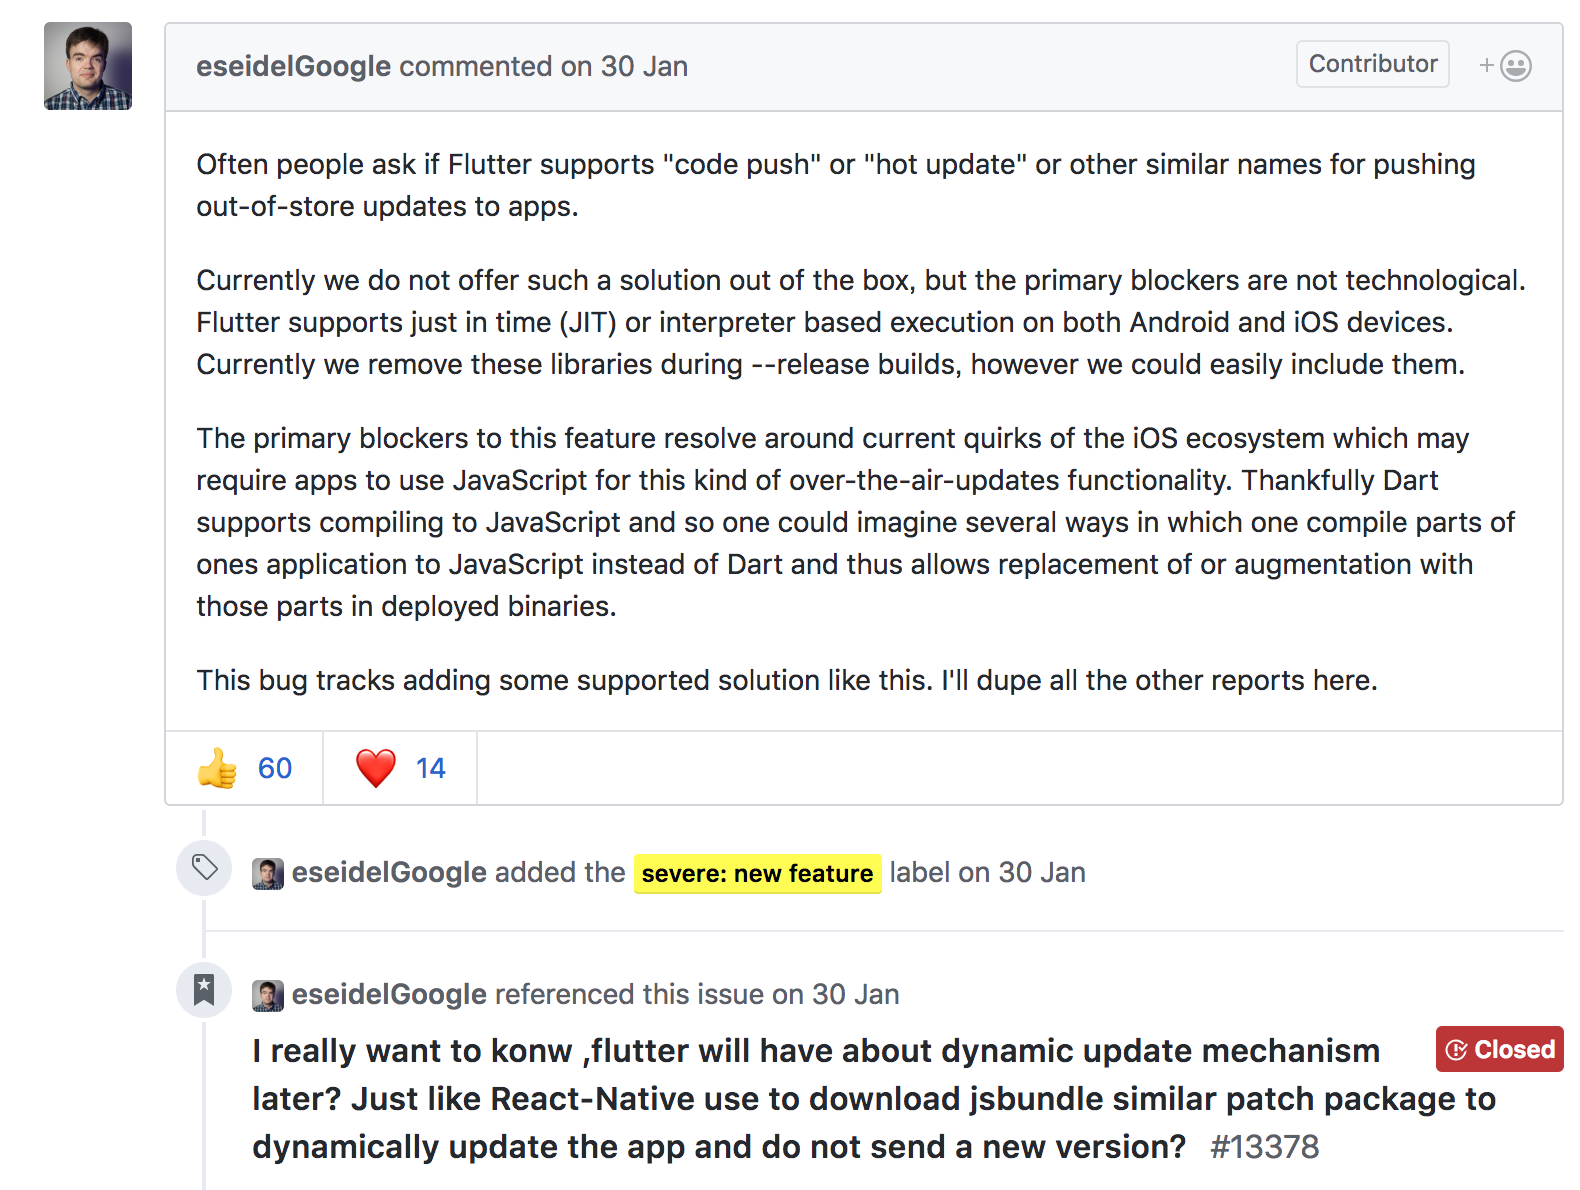 eseidelGoogle commented on 30 Jan
Contributor
+
Often people ask if Flutter supports "code push" or "hot update" or other similar names for pushing
out-of-store updates to apps.
Currently we do not offer such a solution out of the box, but the primary blockers are not technological.
Flutter supports just in time (JIT) or interpreter based execution on both Android and iOS devices.
Currently we remove these libraries during --release builds, however we could easily include them.
The primary blockers to this feature resolve around current quirks of the iOS ecosystem which may
require apps to use JavaScript for this kind of over-the-air-updates functionality. Thankfully Dart
supports compiling to JavaScript and so one could imagine several ways in which one compile parts of
ones application to JavaScript instead of Dart and thus allows replacement of or augmentation with
those parts in deployed binaries.
This bug tracks adding some supported solution like this. I'll dupe all the other reports here.
👍 60 ❤️ 14
eseidelGoogle added the severe: new feature label on 30 Jan
eseidelGoogle referenced this issue on 30 Jan
I really want to konw ,flutter will have about dynamic update mechanism
Closed
later? Just like React-Native use to download jsbundle similar patch package to
dynamically update the app and do not send a new version? #13378